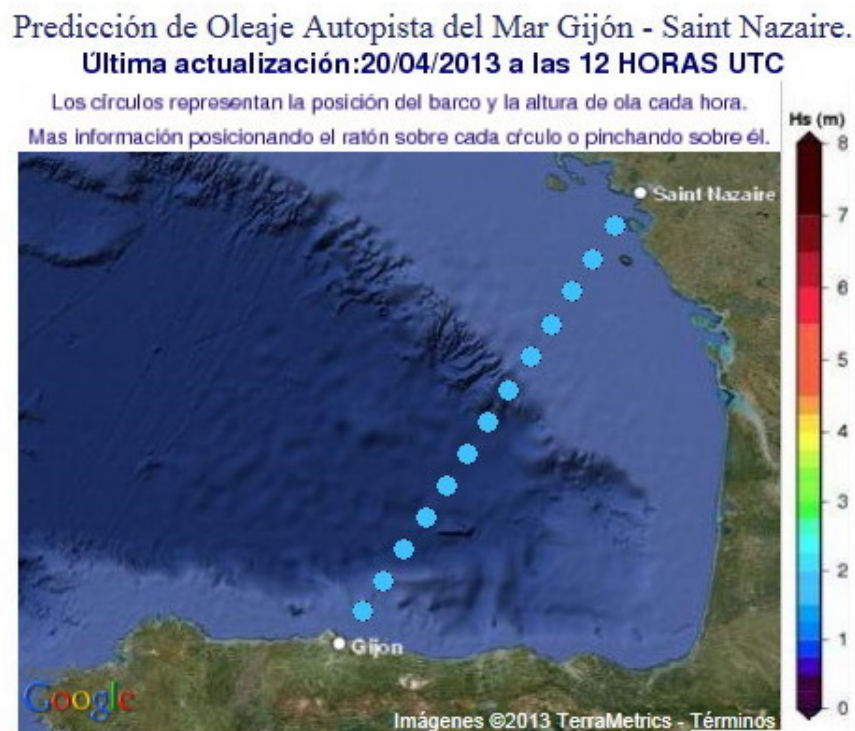 Predicción de Oleaje Autopista del Mar Gijón - Saint Nazaire.
Última actualización:20/04/2013 a las 12 HORAS UTC
Los círculos representan la posición del barco y la altura de ola cada hora.
Mas información posicionando el ratón sobre cada círculo o pinchando sobre él.
Hs (m)
8
Saint Nazaire
7
6
5
4
3
2
1
Gijon
Google
0
Imágenes ©2013 TerraMetrics - Términos